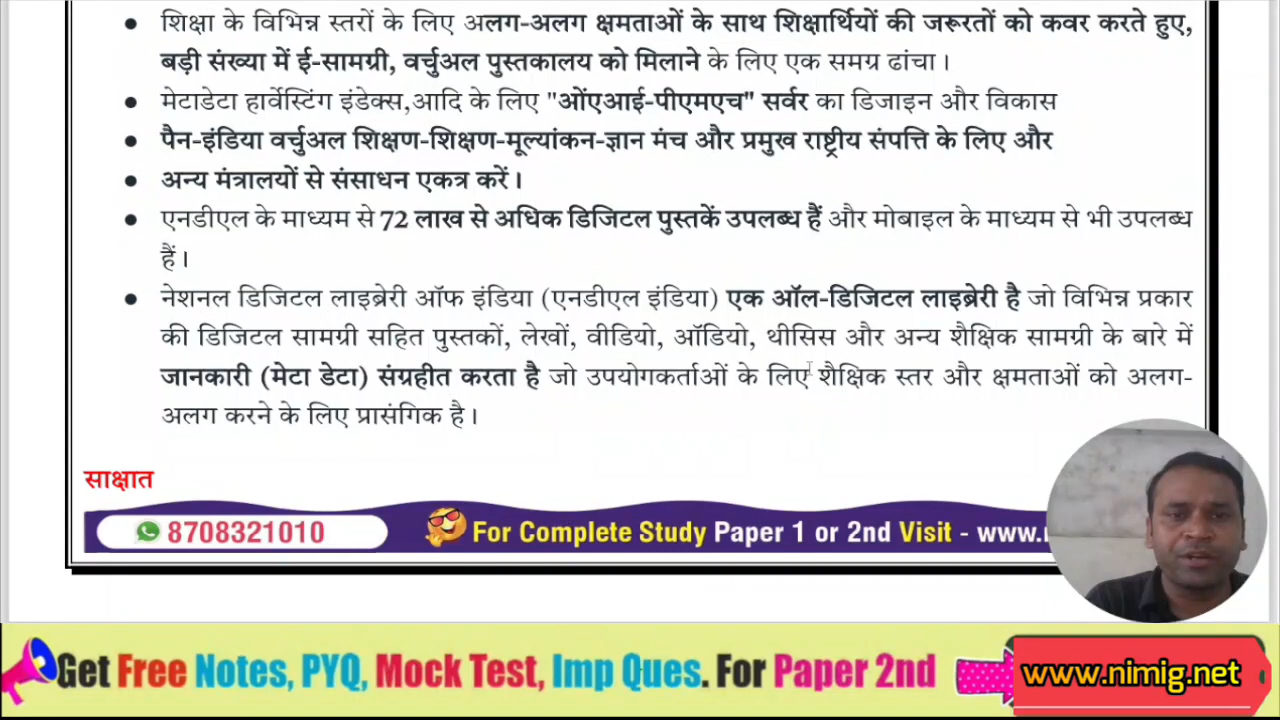 • शिक्षा के विभिन्न स्तरों के लिए अलग-अलग क्षमताओं के साथ शिक्षार्थियों की जरूरतों को कवर करते हुए,
बड़ी संख्या में ई-सामग्री, वर्चुअल पुस्तकालय को मिलाने के लिए एक समग्र ढांचा।
• मेटाडेटा हार्वेस्टिंग इंडेक्स,आदि के लिए "ओंएआई-पीएमएच" सर्वर का डिजाइन और विकास
• पैन-इंडिया वर्चुअल शिक्षण-शिक्षण-मूल्यांकन-ज्ञान मंच और प्रमुख राष्ट्रीय संपत्ति के लिए और
• अन्य मंत्रालयों से संसाधन एकत्र करें।
• एनडीएल के माध्यम से 72 लाख से अधिक डिजिटल पुस्तकें उपलब्ध हैं और मोबाइल के माध्यम से भी उपलब्ध
हैं।
• नेशनल डिजिटल लाइब्रेरी ऑफ इंडिया (एनडीएल इंडिया) एक ऑल-डिजिटल लाइब्रेरी है जो विभिन्न प्रकार
की डिजिटल सामग्री सहित पुस्तकों, लेखों, वीडियो, ऑडियो, थीसिस और अन्य शैक्षिक सामग्री के बारे में
जानकारी (मेटा डेटा) संग्रहीत करता है जो उपयोगकर्ताओं के लिए शैक्षिक स्तर और क्षमताओं को अलग-
अलग करने के लिए प्रासंगिक है।
साक्षात
8708321010 For Complete Study Paper 1 or 2nd Visit - www.
Get Free Notes, PYQ, Mock Test, Imp Ques. For Paper 2nd www.nimig.net